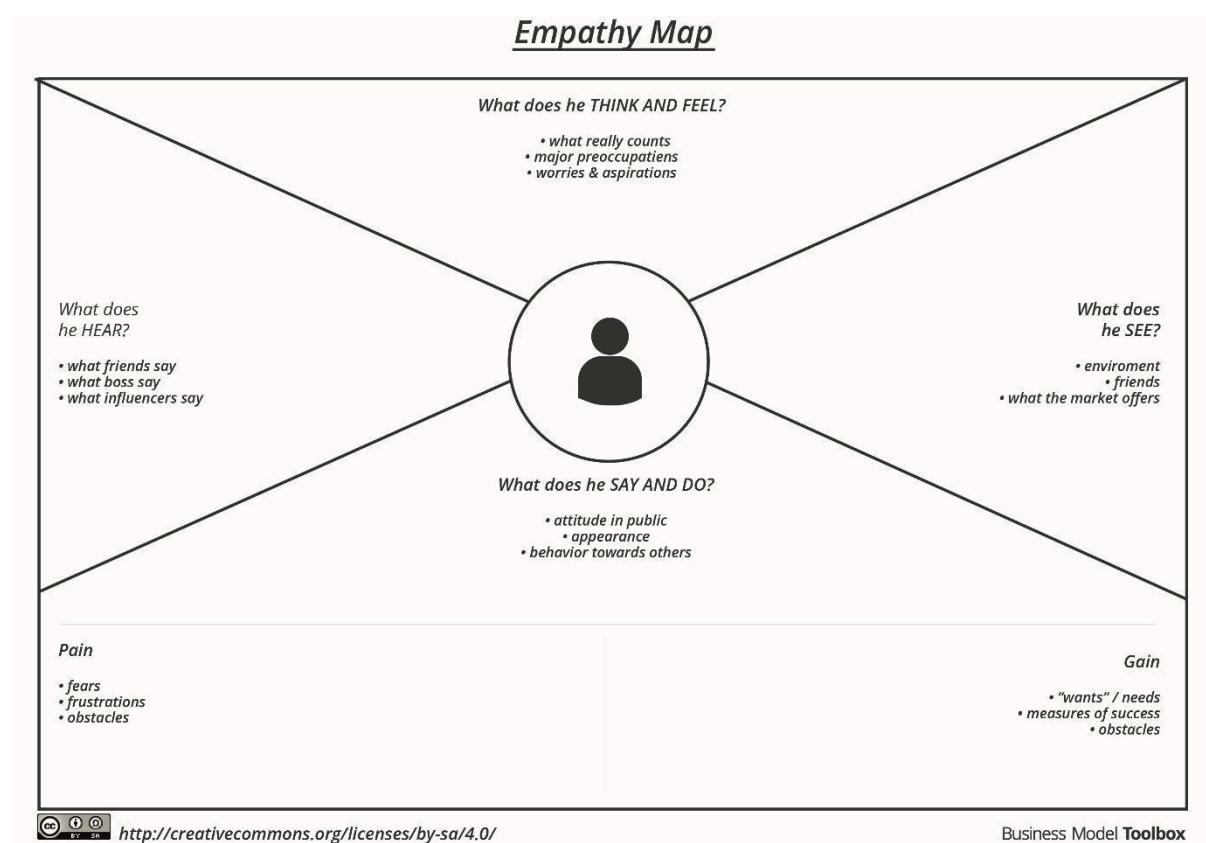 Empathy Map
What does he THINK AND FEEL?
• what really counts
• major preoccupatiens
• worries & aspirations
What does
he HEAR?
• what friends say
• what boss say
• what influencers say
What does
he SEE?
• enviroment
• friends
• what the market offers
What does he SAY AND DO?
• attitude in public
• appearance
• behavior towards others
Pain
• fears
• frustrations
• obstacles
Gain
• “wants” / needs
• measures of success
• obstacles
cc BY SA
http://creativecommons.org/licenses/by-sa/4.0/
Business Model Toolbox